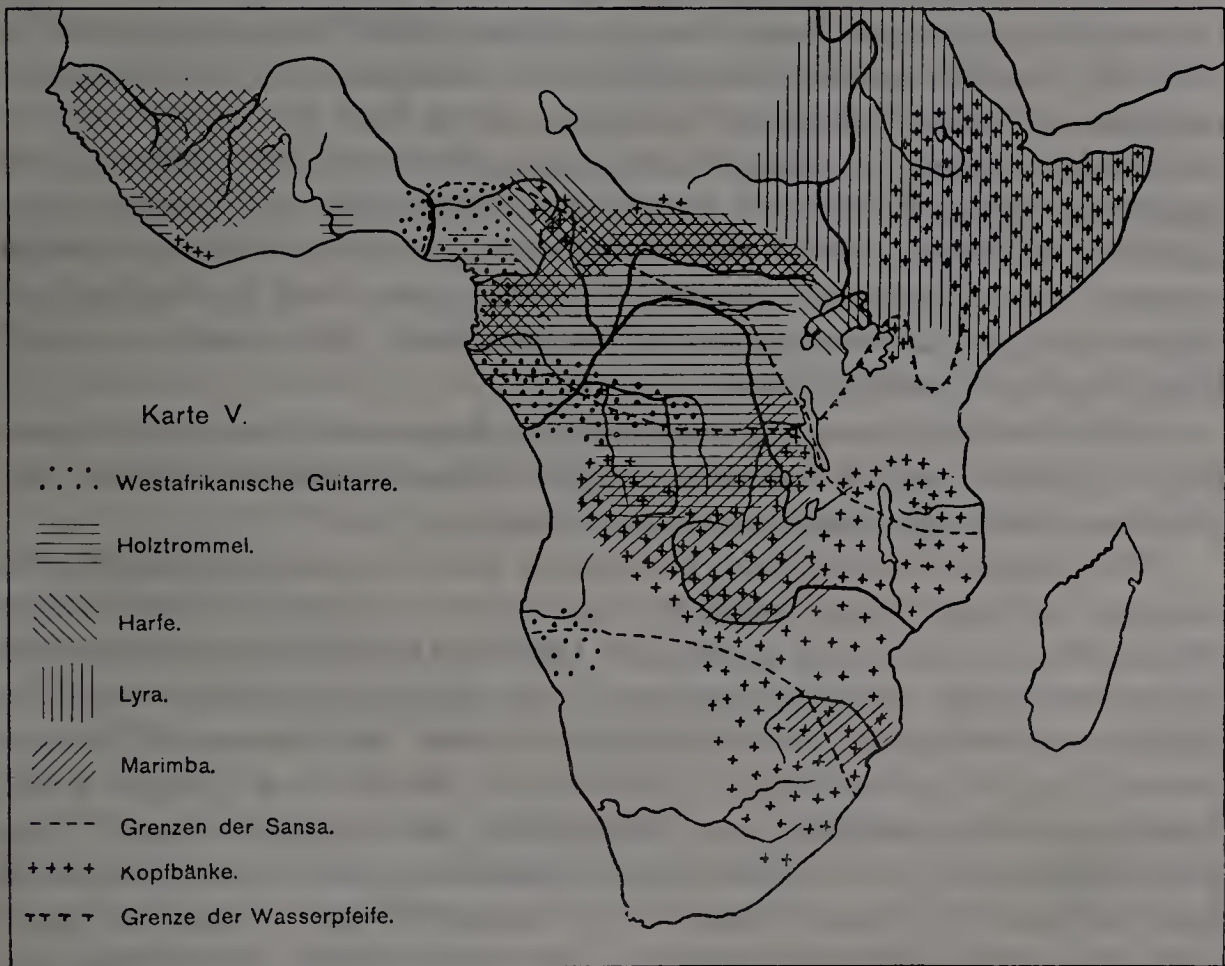 Karte V.
Westafrikanische Guitarre.
Holztrommel.
Harfe.
Lyra.
Marimba.
Grenzen der Sansa.
Kopfbänke.
Grenze der Wasserpfeife.